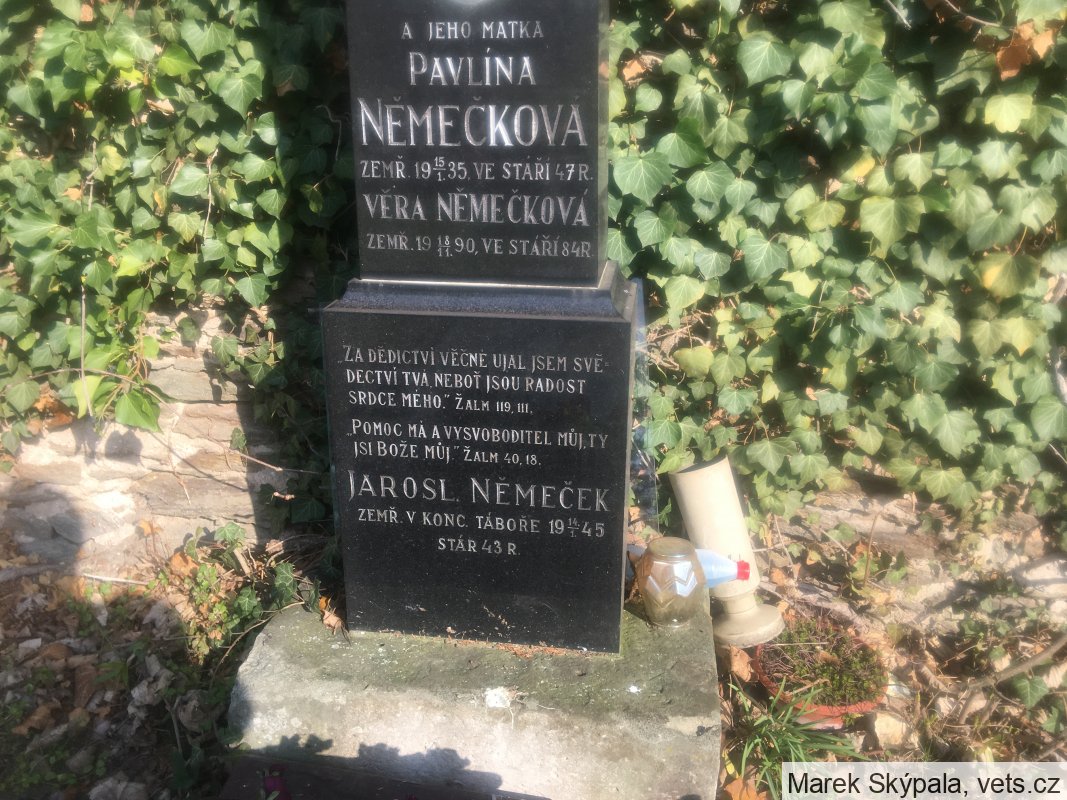 A JEHO MATKA
PAVLÍNA
NĚMEČKOVÁ
ZEMŘ. 19 15/1 35, VE STÁŘÍ 47 R.
VĚRA NĚMEČKOVÁ
ZEMŘ. 19 18/11 90, VE STÁŘÍ 84 R.
"ZA DĚDICTVÍ VĚČNÉ UJAL JSEM SVĚ-
DECTVÍ TVÁ, NEBOŤ JSOU RADOST
SRDCE MÉHO." ŽALM 119, 111.
"POMOC MÁ A VYSVOBODITEL MŮJ, TY
JSI BOŽE MŮJ." ŽALM 40, 18.
JAROSL. NĚMEČEK
ZEMŘ. V KONC. TÁBOŘE 19 14/1 45
STÁR 43 R.
Marek Skýpala, vets.cz